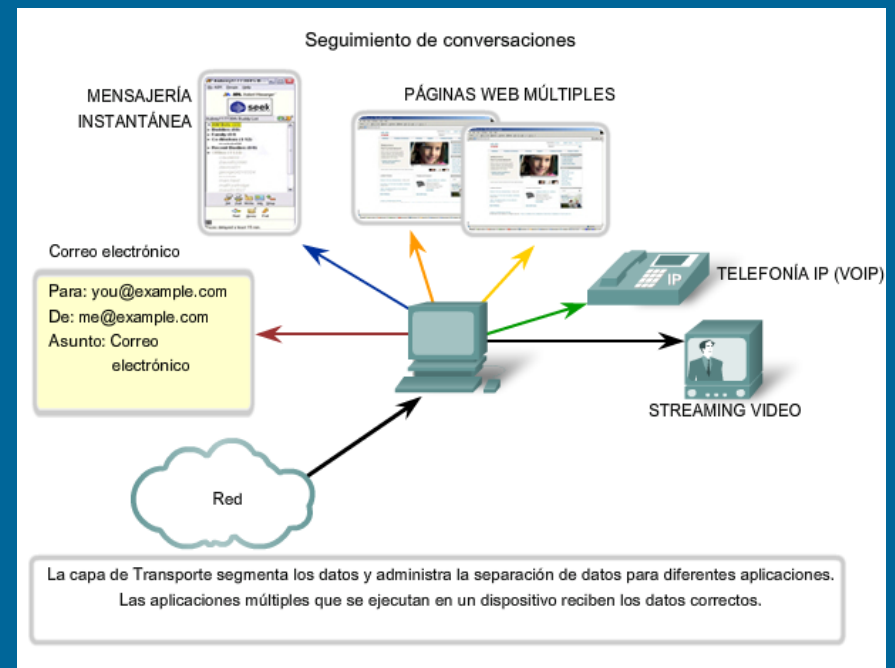 Seguimiento de conversaciones
MENSAJERÍA
INSTANTÁNEA
seek
PÁGINAS WEB MÚLTIPLES
Correo electrónico
Para: you@example.com
De: me@example.com
Asunto: Correo
electrónico
IP
TELEFONÍA IP (VOIP)
STREAMING VIDEO
Red
La capa de Transporte segmenta los datos y administra la separación de datos para diferentes aplicaciones.
Las aplicaciones múltiples que se ejecutan en un dispositivo reciben los datos correctos.